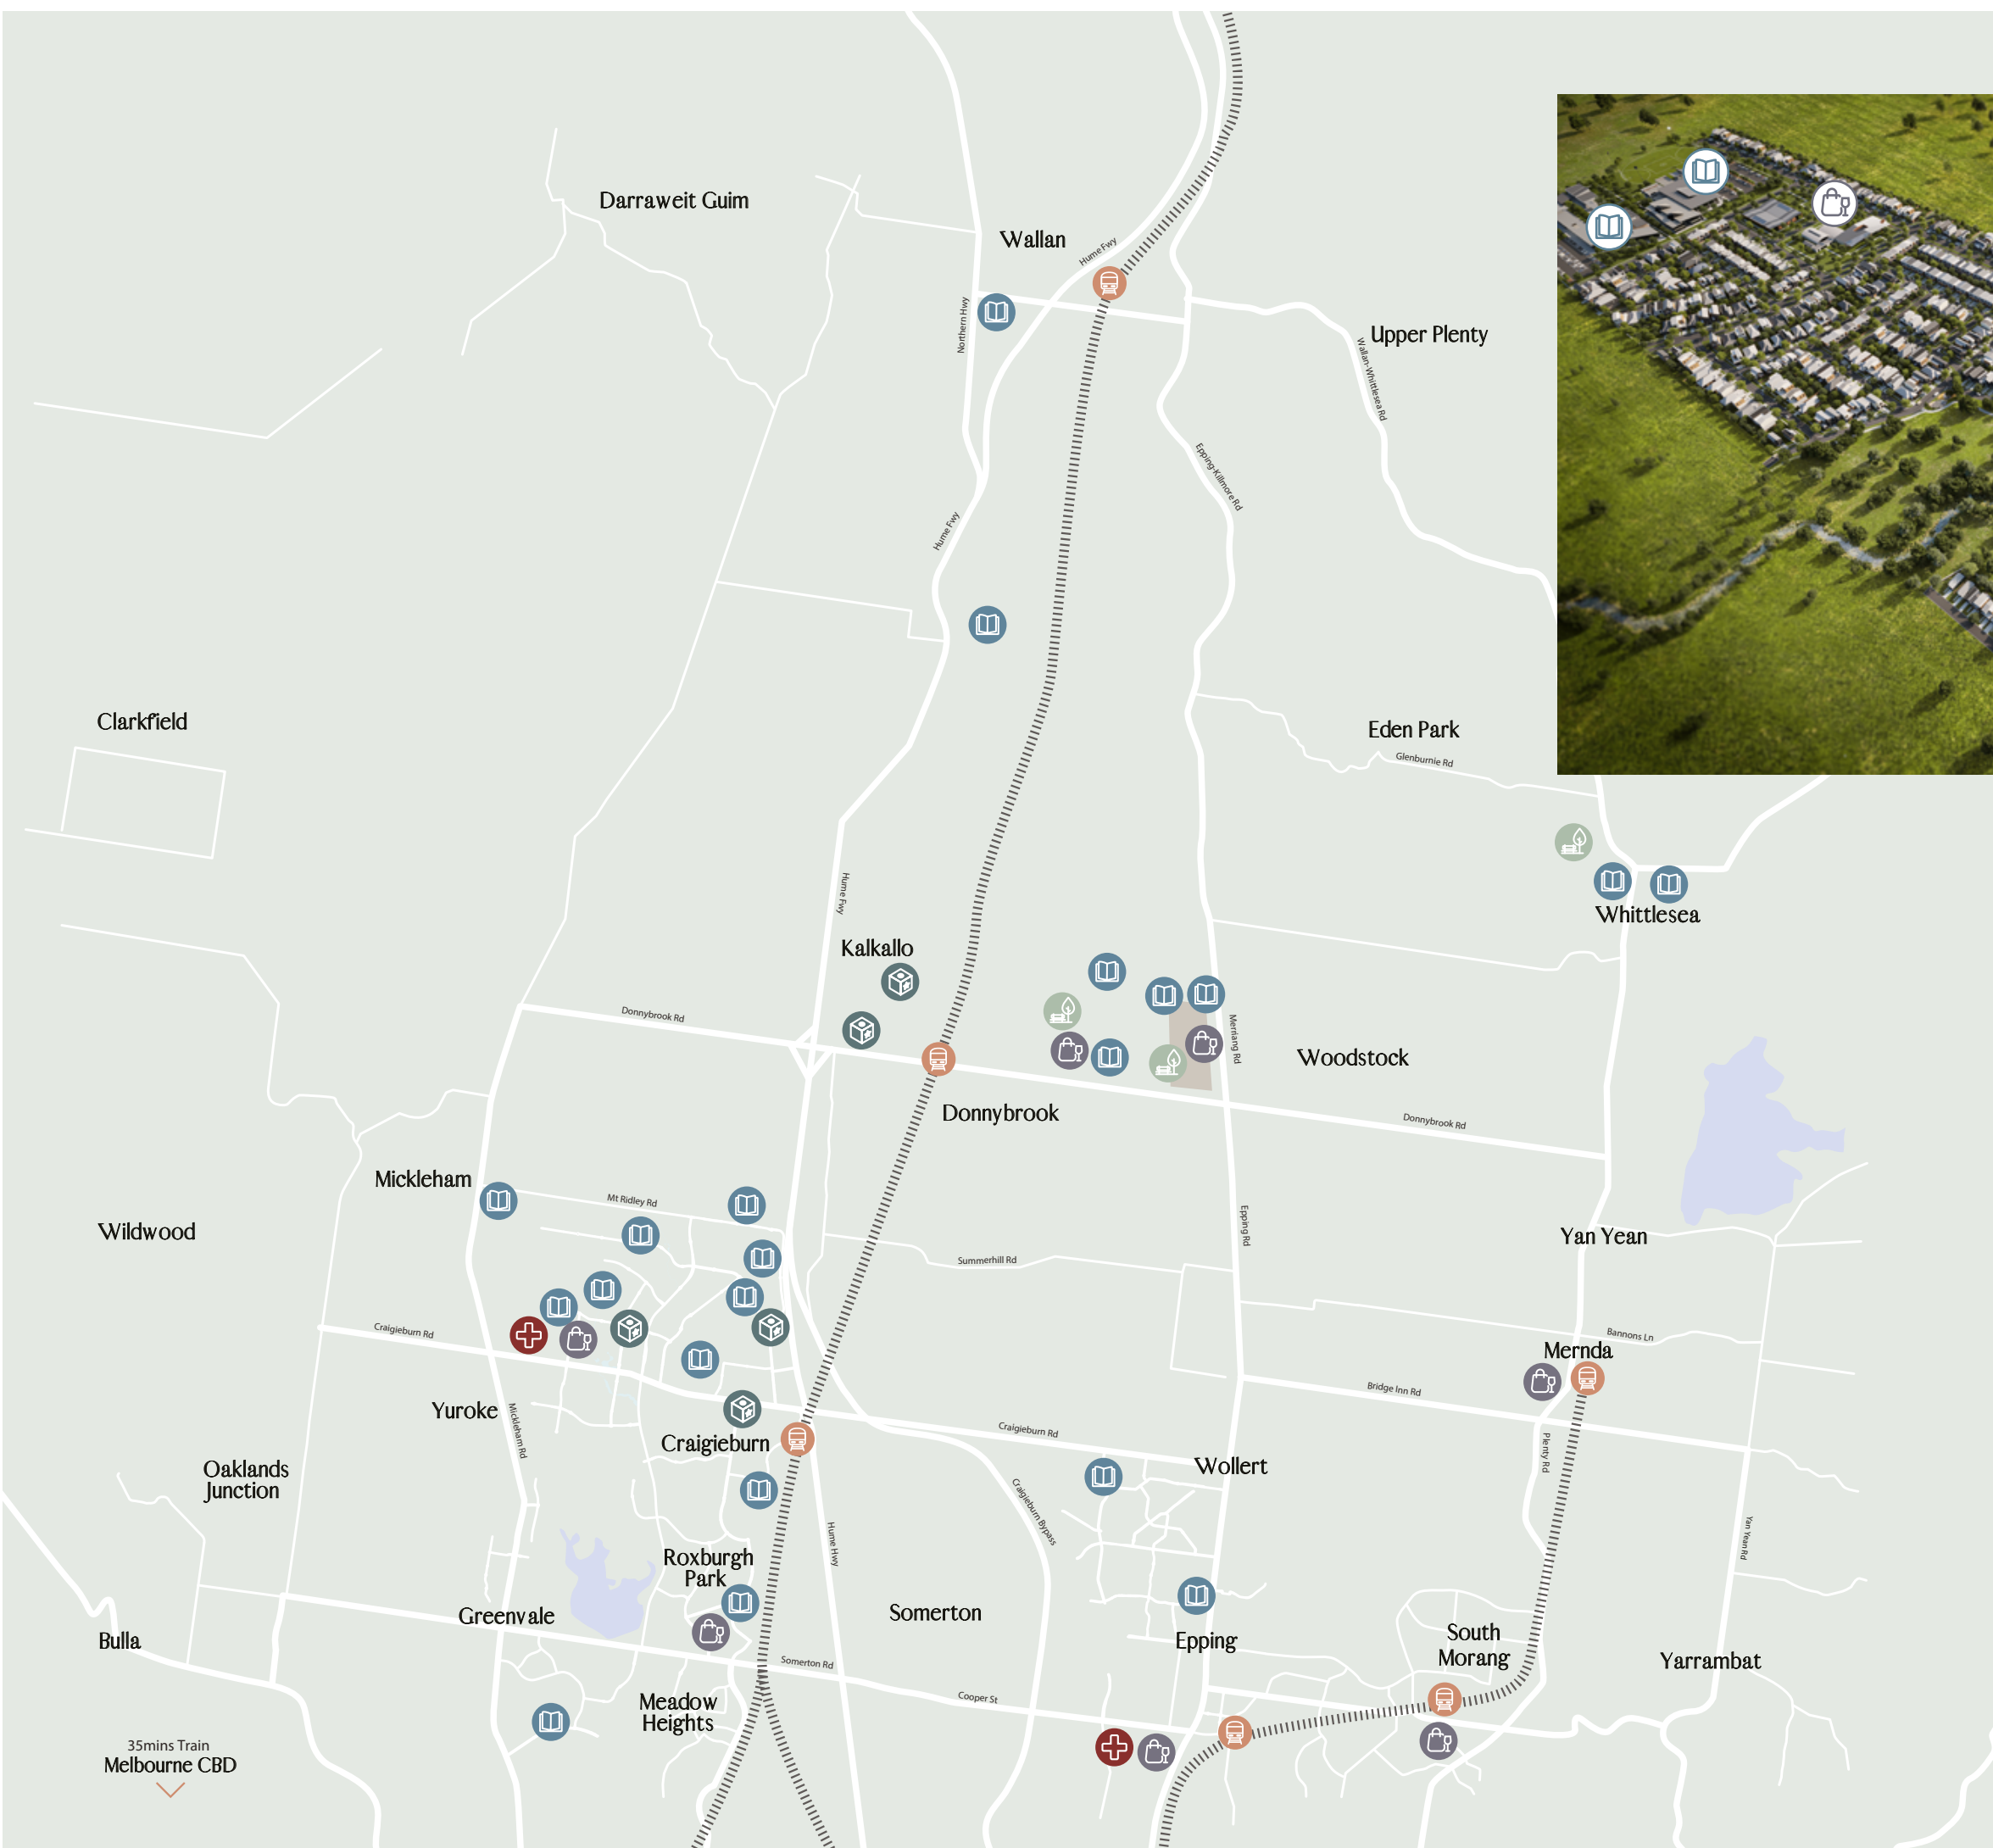 Darraweit Guim
Wallan
Hume Fwy
Northern Hwy
Upper Plenty
Wallan-Whittlesea Rd
Epping-Killmore Rd
Hume Fwy
Clarkfield
Eden Park
Glenburnie Rd
Hume Fwy
Whittlesea
Kalkallo
Donnybrook Rd
Merriang Rd
Woodstock
Donnybrook
Donnybrook Rd
Mickleham
Mt Ridley Rd
Wildwood
Epping Rd
Yan Yean
Summerhill Rd
Craigieburn Rd
Bannons Ln
Mernda
Bridge Inn Rd
Yuroke
Mickleham Rd
Craigieburn
Craigieburn Rd
Plenty Rd
Wollert
Oaklands
Junction
Craigieburn Bypass
Hume Hwy
Yan Yean Rd
Roxburgh
Park
Greenvale
Somerton
Bulla
Epping
South
Morang
Yarrambat
Somerton Rd
Cooper St
Meadow
Heights
35mins Train
Melbourne CBD